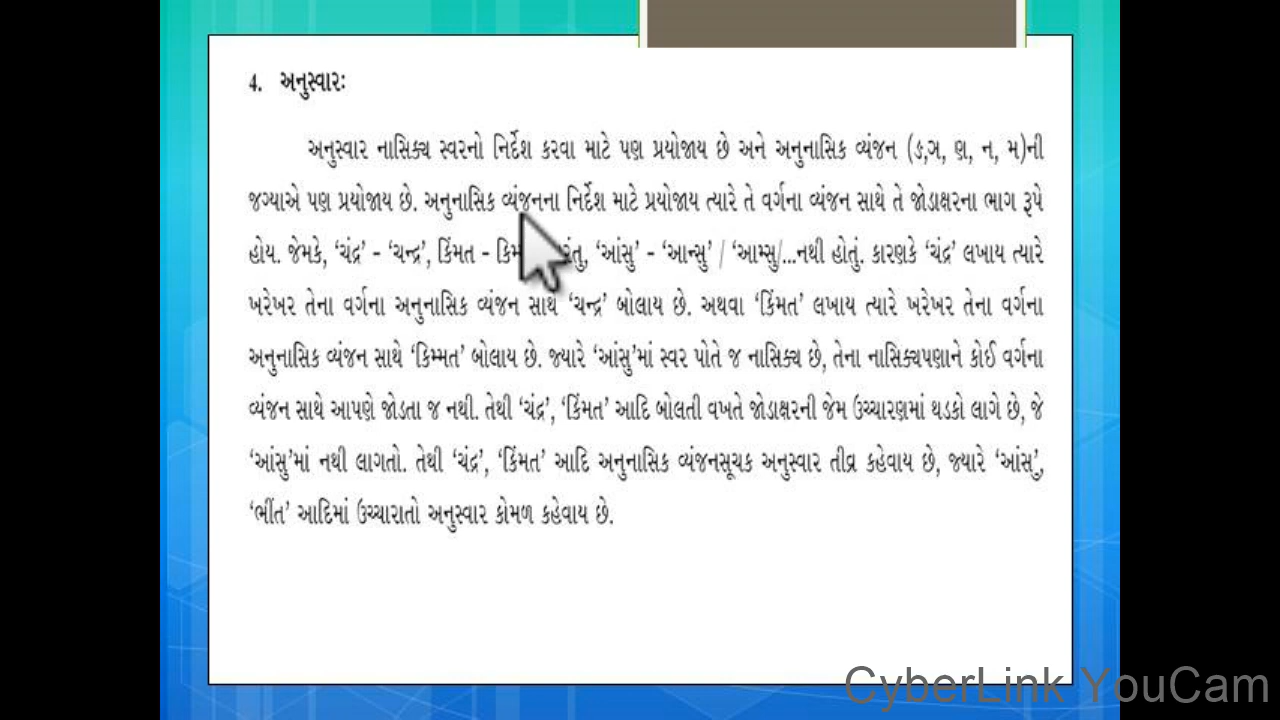 4. અનુસ્વારઃ
અનુસ્વાર નાસિક્ય સ્વરનો નિર્દેશ કરવા માટે પણ પ્રયોજાય છે અને અનુનાસિક વ્યંજન (ઙ,ઞ, ણ, ન, મ)ની
જગ્યાએ પણ પ્રયોજાય છે. અનુનાસિક વ્યંજનના નિર્દેશ માટે પ્રયોજાય ત્યારે તે વર્ગના વ્યંજન સાથે તે જોડાક્ષરના ભાગ રૂપે
હોય. જેમકે, ‘ચંદ્ર’ - ‘ચન્દ્ર’, કિંમત - ‘આંસુ’ - ‘આન્સુ’ / ‘આમ્સુ/...નથી હોતું. કારણકે ‘ચંદ્ર’ લખાય ત્યારે
ખરેખર તેના વર્ગના અનુનાસિક વ્યંજન સાથે ‘ચન્દ્ર’ બોલાય છે. અથવા ‘કિંમત’ લખાય ત્યારે ખરેખર તેના વર્ગના
અનુનાસિક વ્યંજન સાથે ‘કિમ્મત’ બોલાય છે. જ્યારે ‘આંસુ’માં સ્વર પોતે જ નાસિક્ય છે, તેના નાસિક્યપણાને કોઈ વર્ગના
વ્યંજન સાથે આપણે જોડતા જ નથી. તેથી ‘ચંદ્ર’, ‘કિંમત’ આદિ બોલતી વખતે જોડાક્ષરની જેમ ઉચ્ચારણમાં થડકો લાગે છે, જે
‘આંસુ’માં નથી લાગતો. તેથી ‘ચંદ્ર’, ‘કિંમત’ આદિ અનુનાસિક વ્યંજનસૂચક અનુસ્વાર તીવ્ર કહેવાય છે, જ્યારે ‘આંસુ’,
‘ભીંત’ આદિમાં ઉચ્ચારાતો અનુસ્વાર કોમળ કહેવાય છે.
CyberLink YouCam